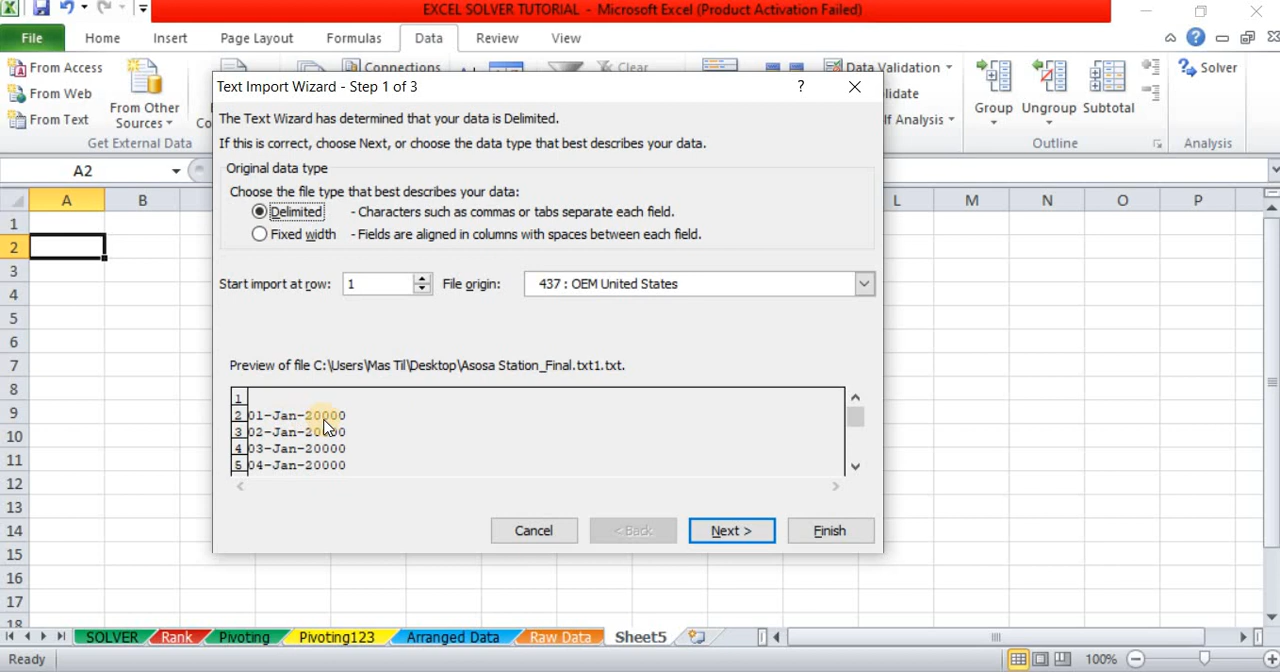 EXCEL SOLVER TUTORIAL - Microsoft Excel (Product Activation Failed)
File Home Insert Page Layout Formulas Data Review View
From Access
From Web
From Text
From Other
Sources
Get External Data
Connections
Clear
Data Validation
lidate
If Analysis
Group Ungroup Subtotal
Outline
Solver
Analysis
A2
A B L M N O P
1
2
3
4
5
6
7
8
9
10
11
12
13
14
15
16
17
18
Text Import Wizard - Step 1 of 3
The Text Wizard has determined that your data is Delimited.
If this is correct, choose Next, or choose the data type that best describes your data.
Original data type
Choose the file type that best describes your data:
Delimited - Characters such as commas or tabs separate each field.
Fixed width - Fields are aligned in columns with spaces between each field.
Start import at row: 1 File origin: 437 : OEM United States
Preview of file C:\Users\Mas Til\Desktop\Asosa Station_Final.txt1.txt.
1
2 01-Jan-20000
3 02-Jan-20000
4 03-Jan-20000
5 04-Jan-20000
Cancel < Back Next > Finish
SOLVER Rank Pivoting Pivoting123 Arranged Data Raw Data Sheet5
Ready 100%